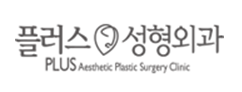 플러스 성형외과
PLUS Aesthetic Plastic Surgery Clinic